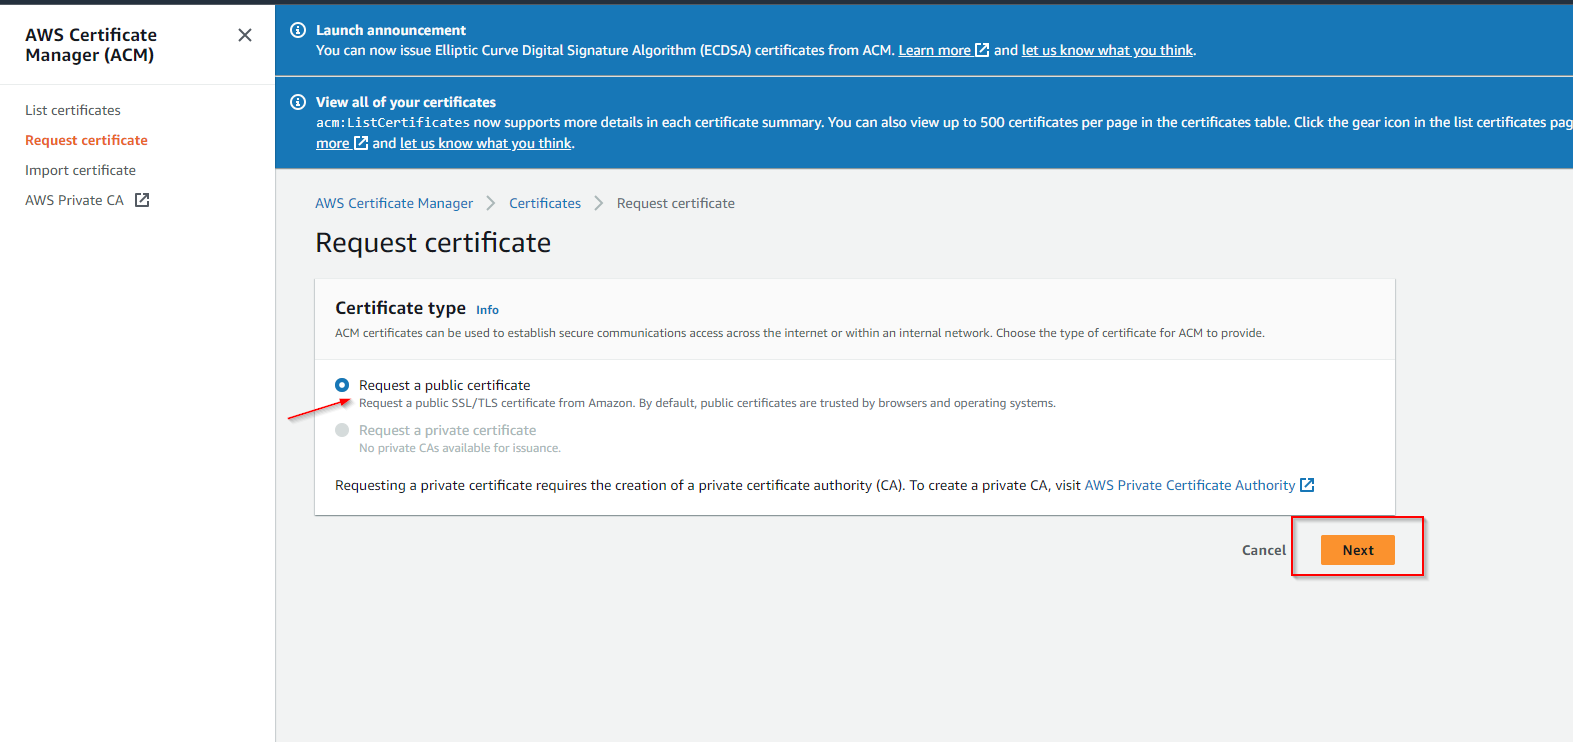 AWS Certificate
Manager (ACM)
List certificates
Request certificate
Import certificate
AWS Private CA
Launch announcement
You can now issue Elliptic Curve Digital Signature Algorithm (ECDSA) certificates from ACM. Learn more and let us know what you think.
View all of your certificates
acm:ListCertificates now supports more details in each certificate summary. You can also view up to 500 certificates per page in the certificates table. Click the gear icon in the list certificates pag
more and let us know what you think.
AWS Certificate Manager Certificates Request certificate
Request certificate
Certificate type Info
ACM certificates can be used to establish secure communications access across the internet or within an internal network. Choose the type of certificate for ACM to provide.
Request a public certificate
Request a public SSL/TLS certificate from Amazon. By default, public certificates are trusted by browsers and operating systems.
Request a private certificate
No private CAs available for issuance.
Requesting a private certificate requires the creation of a private certificate authority (CA). To create a private CA, visit AWS Private Certificate Authority
Cancel Next